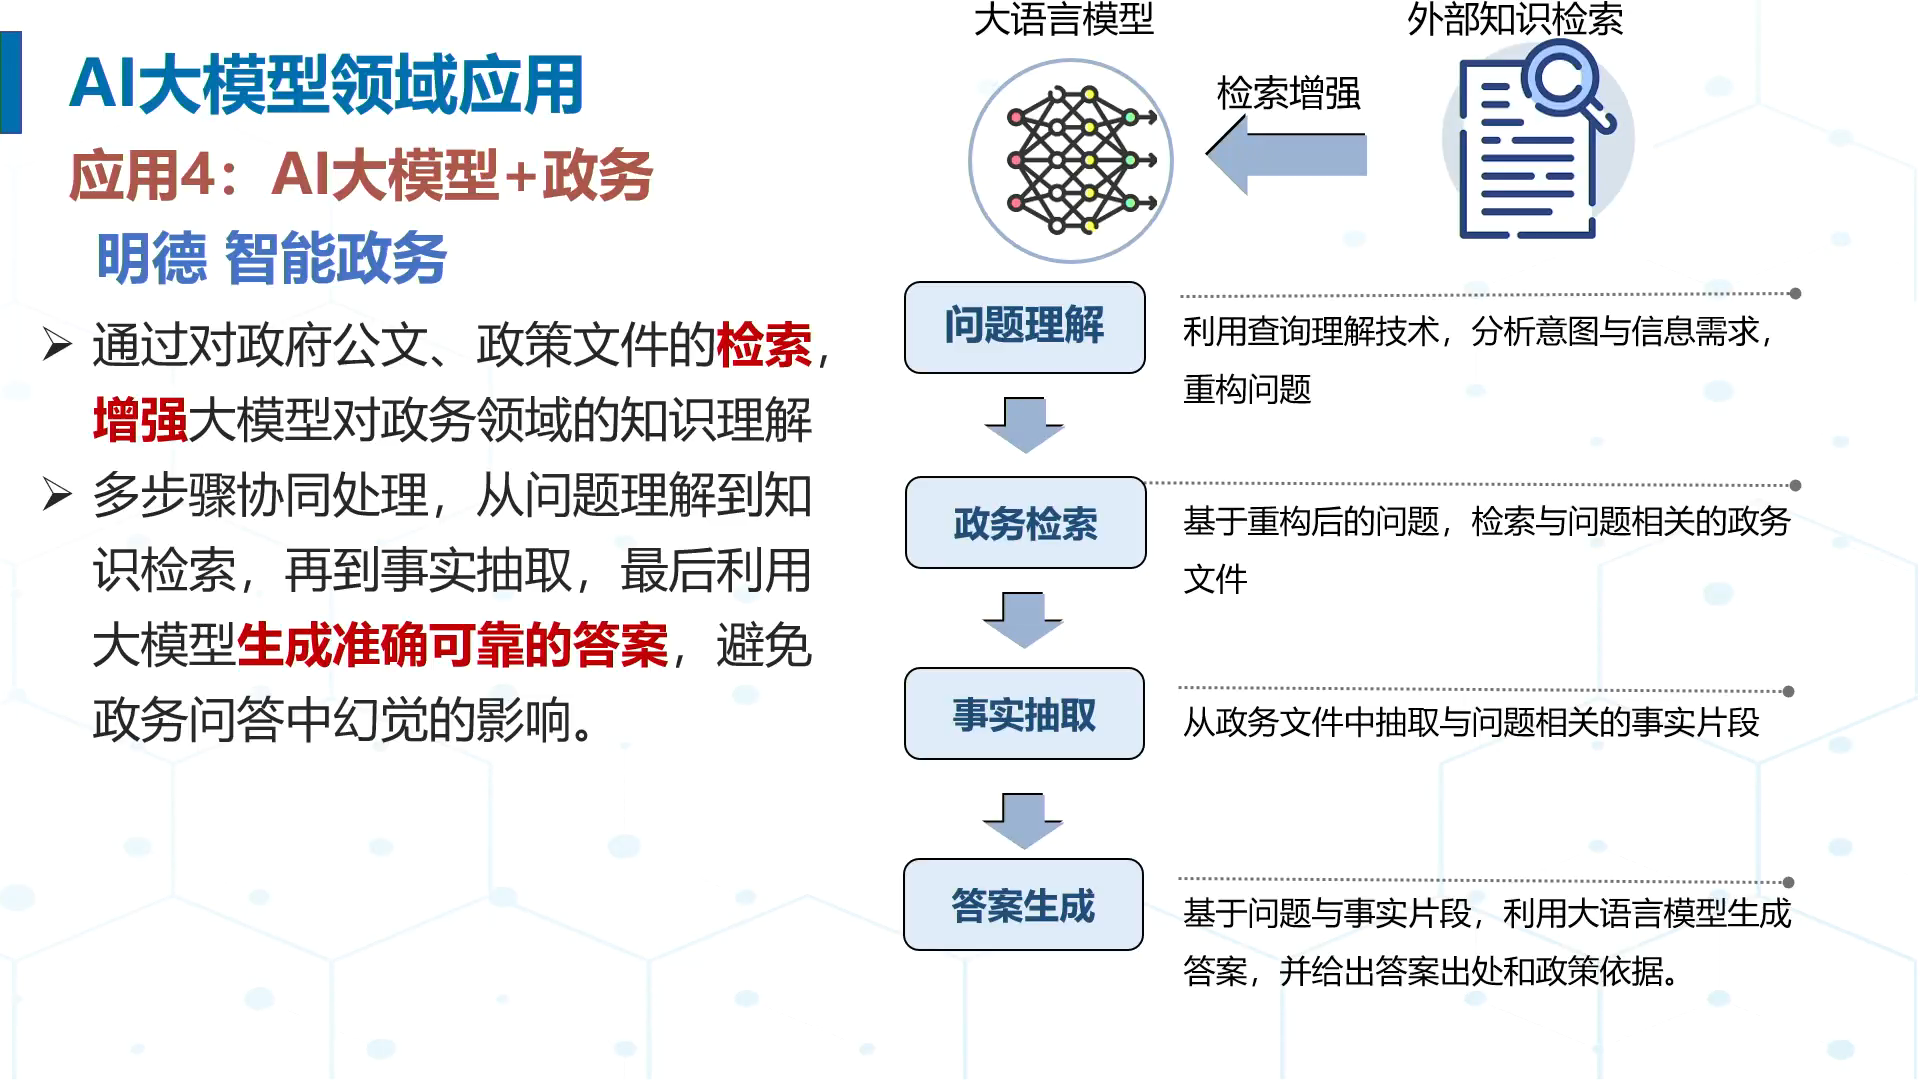 AI大模型领域应用
应用4：AI大模型+政务
明德 智能政务
通过对政府公文、政策文件的检索，
增强大模型对政务领域的知识理解
多步骤协同处理，从问题理解到知
识检索，再到事实抽取，最后利用
大模型生成准确可靠的答案，避免
政务问答中幻觉的影响。
大语言模型
检索增强
外部知识检索
问题理解
利用查询理解技术，分析意图与信息需求，
重构问题
政务检索
基于重构后的问题，检索与问题相关的政务
文件
事实抽取
从政务文件中抽取与问题相关的事实片段
答案生成
基于问题与事实片段，利用大语言模型生成
答案，并给出答案出处和政策依据。